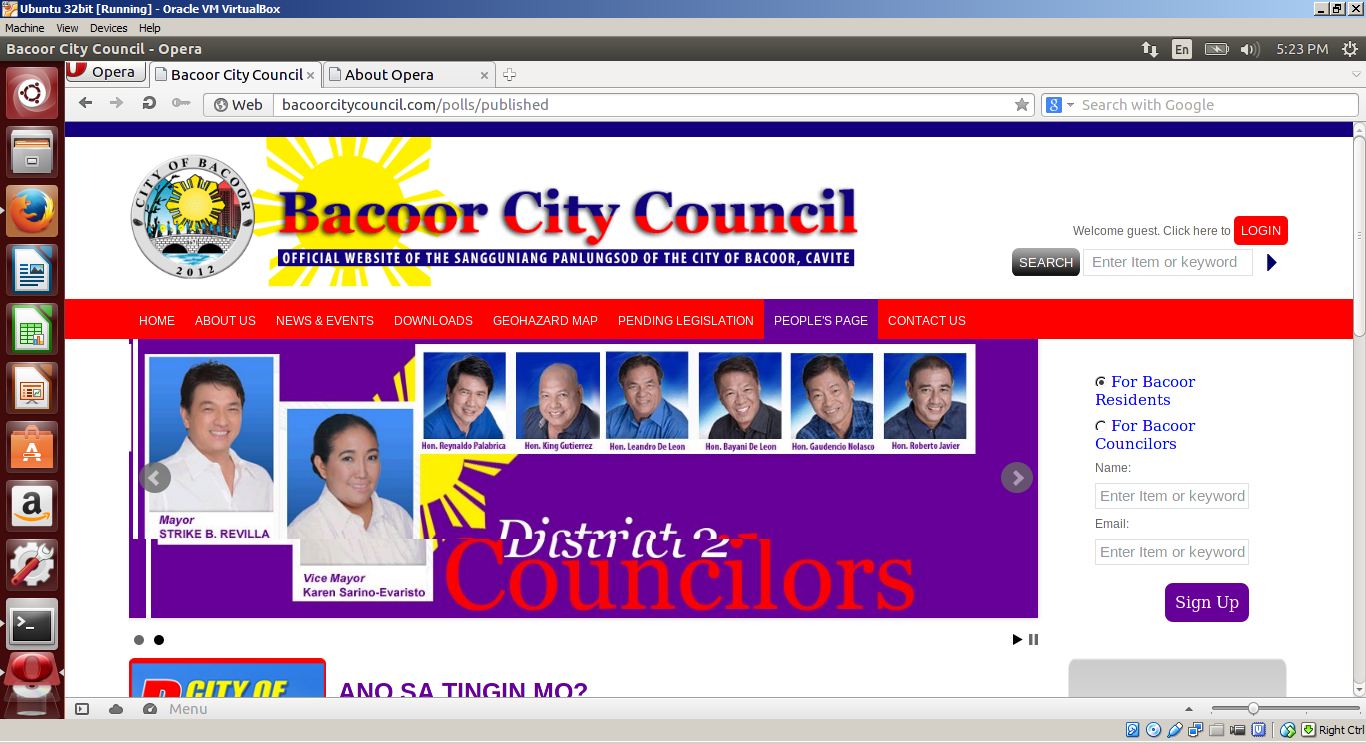 Ubuntu 32bit [Running] - Oracle VM VirtualBox
Machine View Devices Help
Bacoor City Council - Opera
En
5:23 PM
Opera
Bacoor City Council
About Opera
Web
bacoorcitycouncil.com/polls/published
Search with Google
CITY OF BACOOR
2012
Bacoor City Council
OFFICIAL WEBSITE OF THE SANGGUNIANG PANLUNGSOD OF THE CITY OF BACOOR, CAVITE
Welcome guest. Click here to LOGIN
SEARCH Enter Item or keyword
HOME ABOUT US NEWS & EVENTS DOWNLOADS GEOHAZARD MAP PENDING LEGISLATION PEOPLE'S PAGE CONTACT US
Hon. Reynaldo Palabrica Hon. King Gutierrez Hon. Leandro De Leon Hon. Bayani De Leon Hon. Gaudencio Nolasco Hon. Roberto Javier
Mayor
STRIKE B. REVILLA
Vice Mayor
Karen Sarino-Evaristo
District 2
Councilors
For Bacoor
Residents
For Bacoor
Councilors
Name:
Enter Item or keyword
Email:
Enter Item or keyword
Sign Up
CITY OF
ANO SA TINGIN MO?
Menu
Right Ctrl